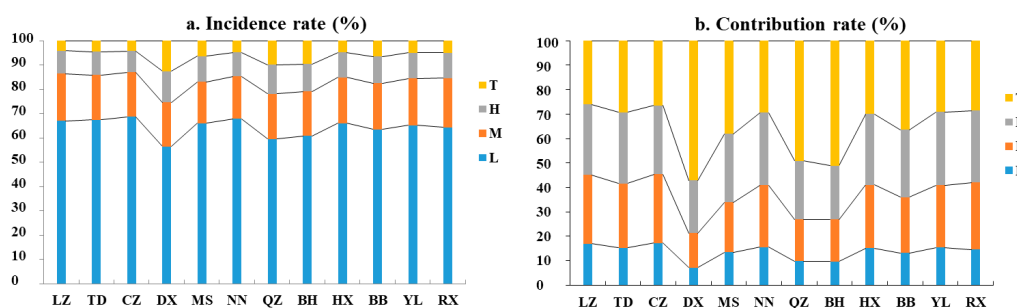 a. Incidence rate (%)
100
90
80
70
60
50
40
30
20
10
0
LZ TD CZ DX MS NN QZ BH HX BB YL RX
T
H
M
L
b. Contribution rate (%)
100
90
80
70
60
50
40
30
20
10
0
LZ TD CZ DX MS NN QZ BH HX BB YL RX